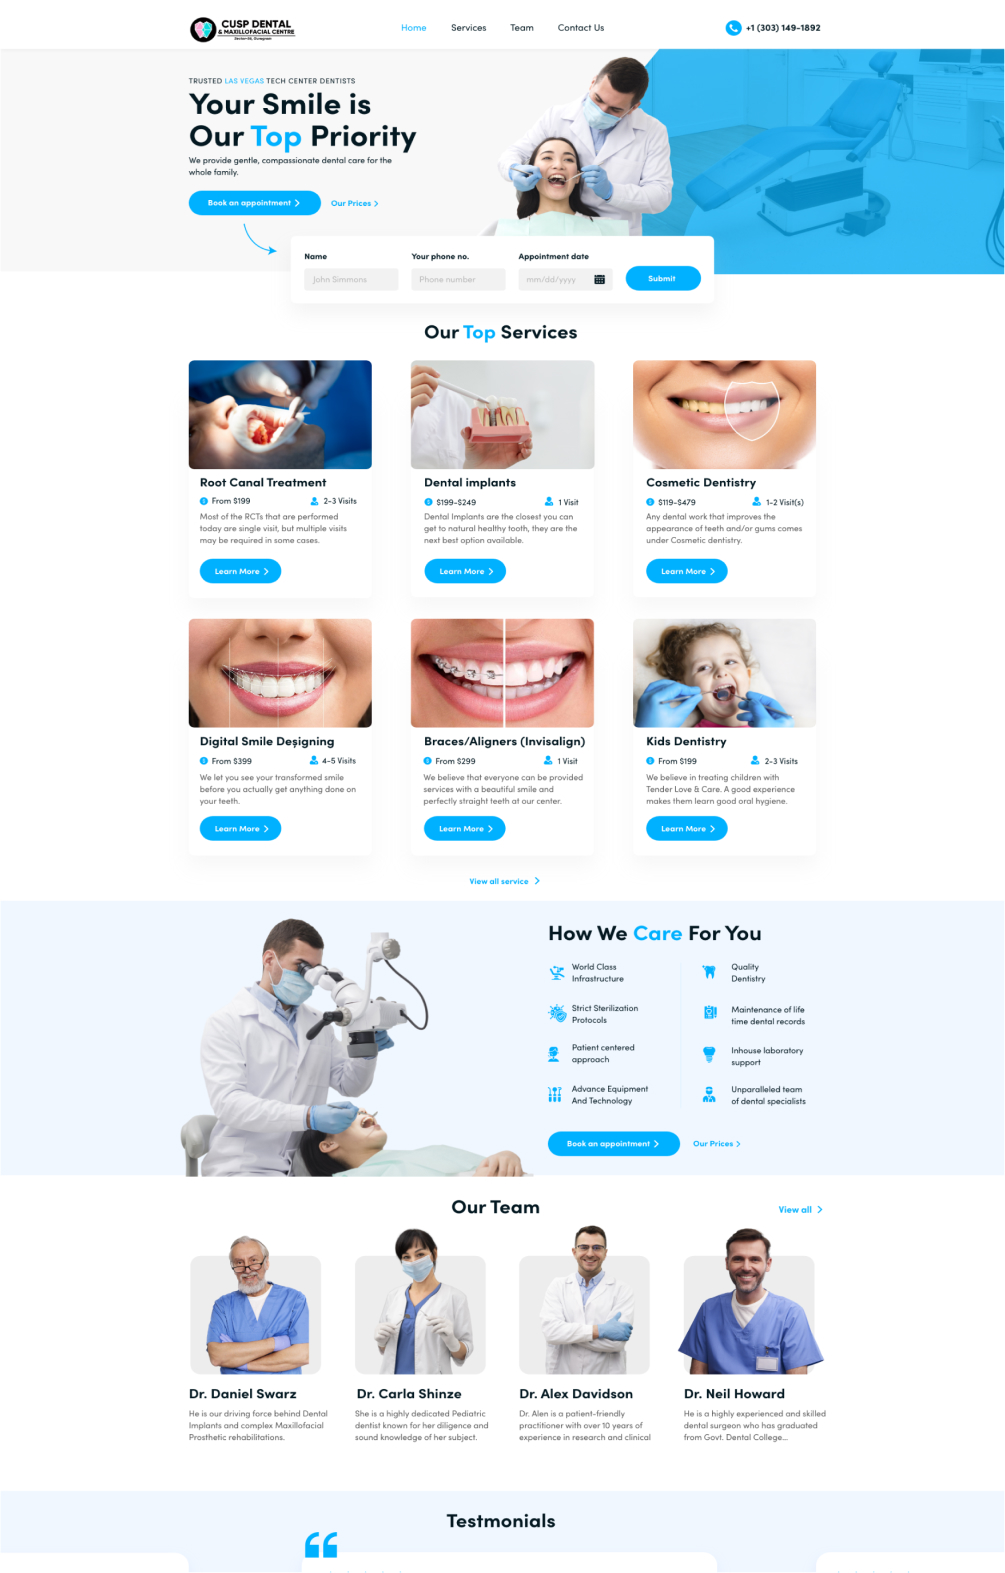 CUSP DENTAL
& MAXILLOFACIAL CENTRE
Sector-56, Gurugram
Home
Services
Team
Contact Us
+1 (303) 149-1892
TRUSTED LAS VEGAS TECH CENTER DENTISTS
Your Smile is
Our Top Priority
We provide gentle, compassionate dental care for the
whole family.
Book an appointment
Our Prices
Name
Your phone no.
Appointment date
John Simmons
Phone number
mm/dd/yyyy
Submit
Our Top Services
Root Canal Treatment
From $199
2-3 Visits
Most of the RCTs that are performed
today are single visit, but multiple visits
may be required in some cases.
Learn More
Dental implants
$199-$249
1 Visit
Dental Implants are the closest you can
get to natural healthy tooth, they are the
next best option available.
Learn More
Cosmetic Dentistry
$119-$479
1-2 Visit(s)
Any dental work that improves the
appearance of teeth and/or gums comes
under Cosmetic dentistry.
Learn More
Digital Smile Designing
From $399
4-5 Visits
We let you see your transformed smile
before you actually get anything done on
your teeth.
Learn More
Braces/Aligners (Invisalign)
From $299
1 Visit
We believe that everyone can be provided
services with a beautiful smile and
perfectly straight teeth at our center.
Learn More
Kids Dentistry
From $199
2-3 Visits
We believe in treating children with
Tender Love & Care. A good experience
makes them learn good oral hygiene.
Learn More
View all service
How We Care For You
World Class
Infrastructure
Quality
Dentistry
Strict Sterilization
Protocols
Maintenance of life
time dental records
Patient centered
approach
Inhouse laboratory
support
Advance Equipment
And Technology
Unparalleled team
of dental specialists
Book an appointment
Our Prices
Our Team
View all
Dr. Daniel Swarz
He is our driving force behind Dental
Implants and complex Maxillofacial
Prosthetic rehabilitations.
Dr. Carla Shinze
She is a highly dedicated Pediatric
dentist known for her diligence and
sound knowledge of her subject.
Dr. Alex Davidson
Dr. Alen is a patient-friendly
practitioner with over 10 years of
experience in research and clinical
Dr. Neil Howard
He is a highly experienced and skilled
dental surgeon who has graduated
from Govt. Dental College...
Testmonials